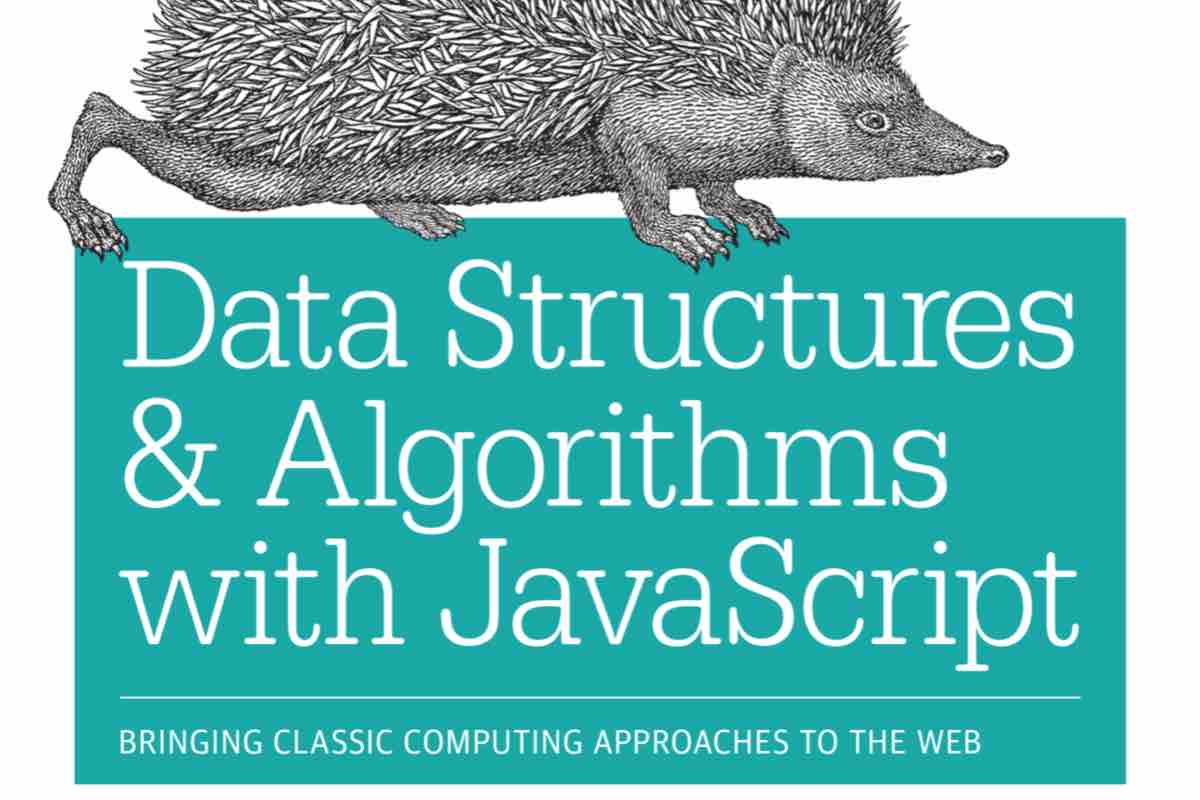 Data Structures
& Algorithms
with JavaScript
BRINGING CLASSIC COMPUTING APPROACHES TO THE WEB